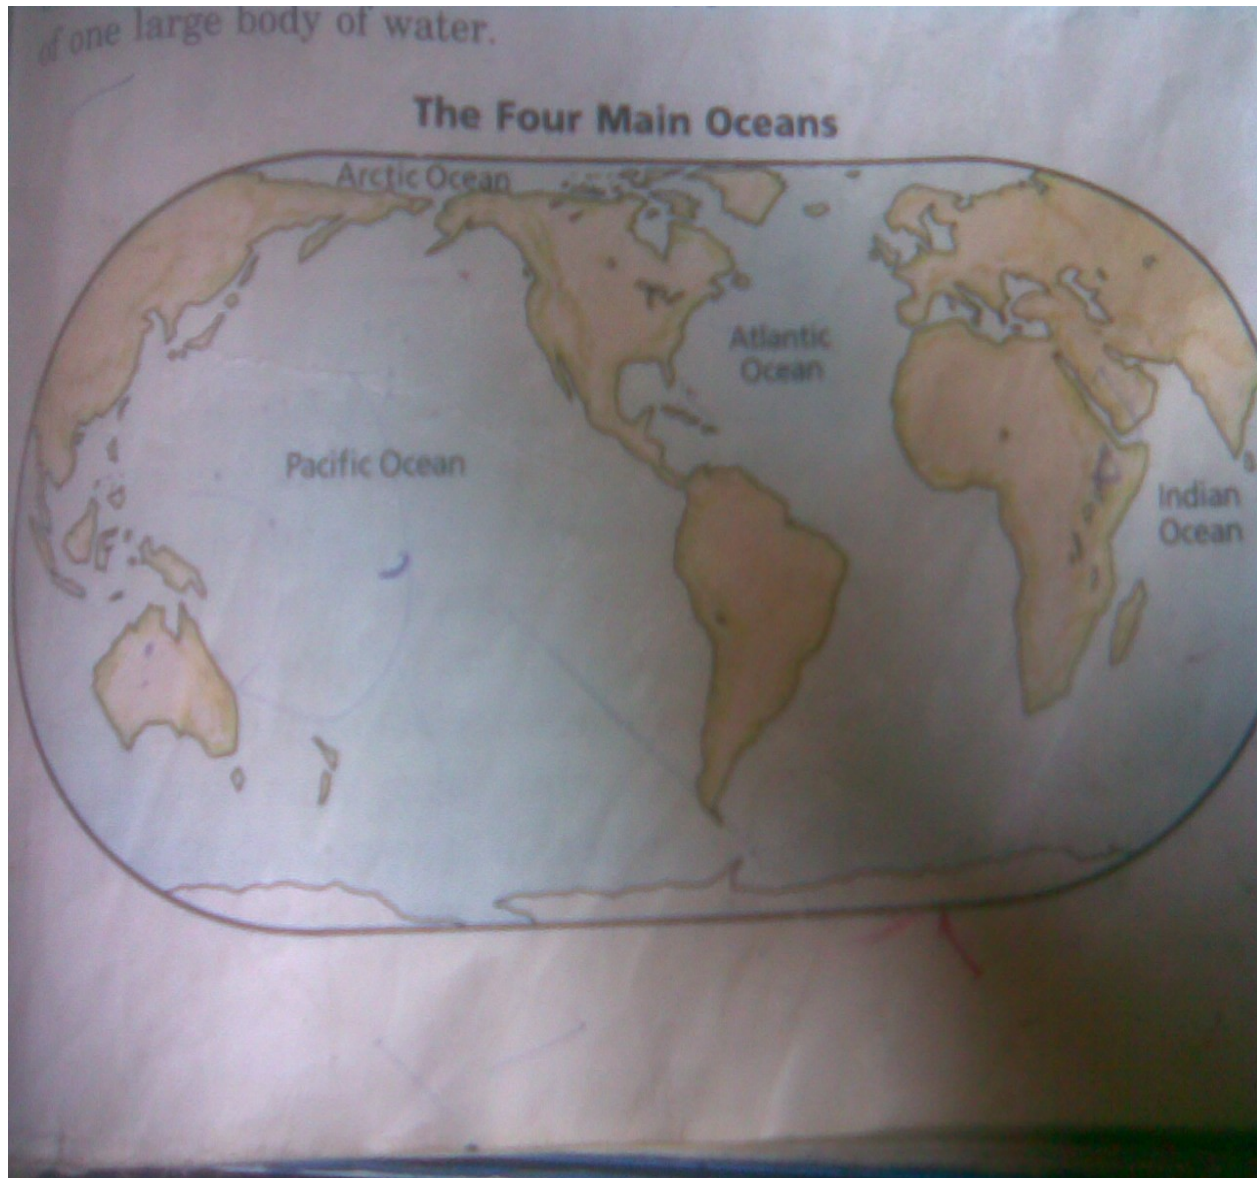 of one large body of water.
The Four Main Oceans
Arctic Ocean
Atlantic
Ocean
Pacific Ocean
Indian
Ocean